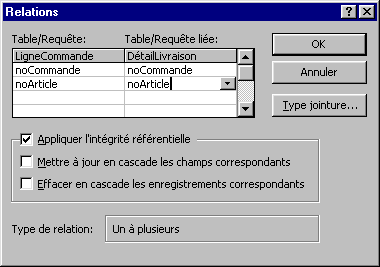 Relations
Table/Requête: Table/Requête liée:
LigneCommande DétailLivraison
noCommande noCommande
noArticle noArticle
OK
Annuler
Type jointure...
Appliquer l'intégrité référentielle
Mettre à jour en cascade les champs correspondants
Effacer en cascade les enregistrements correspondants
Type de relation: Un à plusieurs